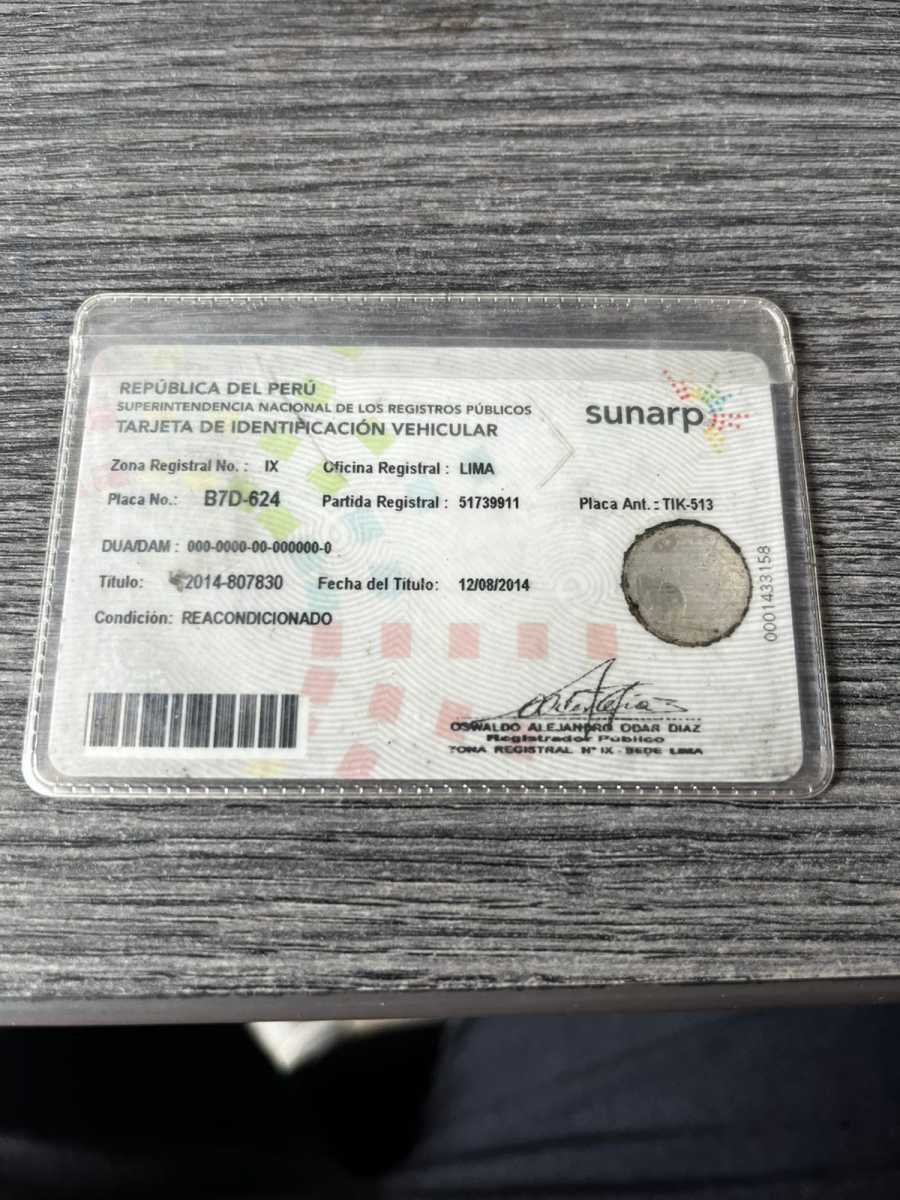 REPÚBLICA DEL PERÚ
SUPERINTENDENCIA NACIONAL DE LOS REGISTROS PÚBLICOS
TARJETA DE IDENTIFICACIÓN VEHICULAR
sunarp
Zona Registral No. : IX Oficina Registral : LIMA
Placa No.: B7D-624 Partida Registral : 51739911 Placa Ant. : TIK-513
DUA/DAM : 000-0000-00-000000-0
Título: 2014-807830 Fecha del Título: 12/08/2014
Condición: REACONDICIONADO
0001433158
OSWALDO ALEJANDRO ODAR DIAZ
Registrador Público
ZONA REGISTRAL N° IX - SEDE LIMA